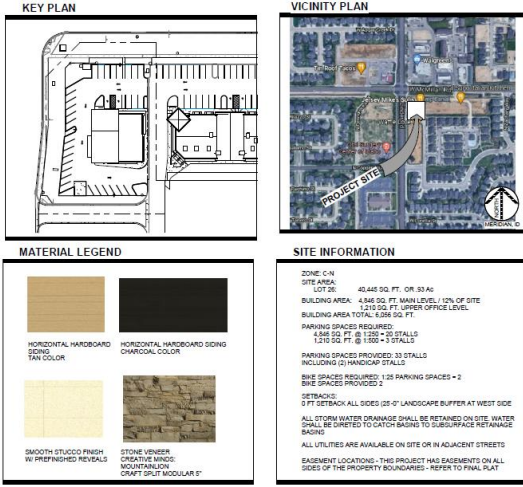 KEY PLAN
VICINITY PLAN
Walgreens
PROJECT SITE
MERIDIAN, ID
MATERIAL LEGEND
HORIZONTAL HARDBOARD
SIDING
TAN COLOR
HORIZONTAL HARDBOARD SIDING
CHARCOAL COLOR
SMOOTH STUCCO FINISH
W/ PREFINISHED REVEALS
STONE VENEER
CREATIVE MINDS:
MOUNTAINLION
CRAFT SPLIT MODULAR 5"
SITE INFORMATION
ZONE: C-N
SITE AREA:
LOT 26: 40,445 SQ. FT. OR .93 Ac
BUILDING AREA: 4,846 SQ. FT. MAIN LEVEL / 12% OF SITE
1,210 SQ. FT. UPPER OFFICE LEVEL
BUILDING AREA TOTAL: 6,056 SQ. FT.
PARKING SPACES REQUIRED:
4,846 SQ. FT. @ 1:250 = 20 STALLS
1,210 SQ. FT. @ 1:500 = 3 STALLS
PARKING SPACES PROVIDED: 33 STALLS
INCLUDING (2) HANDICAP STALLS
BIKE SPACES REQUIRED: 1:25 PARKING SPACES = 2
BIKE SPACES PROVIDED 2
SETBACKS:
0 FT SETBACK ALL SIDES (25'-0" LANDSCAPE BUFFER AT WEST SIDE
ALL STORM WATER DRAINAGE SHALL BE RETAINED ON SITE. WATER
SHALL BE DIRETED TO CATCH BASINS TO SUBSURFACE RETAINAGE
BASINS
ALL UTILITIES ARE AVAILABLE ON SITE OR IN ADJACENT STREETS
EASEMENT LOCATIONS - THIS PROJECT HAS EASEMENTS ON ALL
SIDES OF THE PROPERTY BOUNDARIES - REFER TO FINAL PLAT